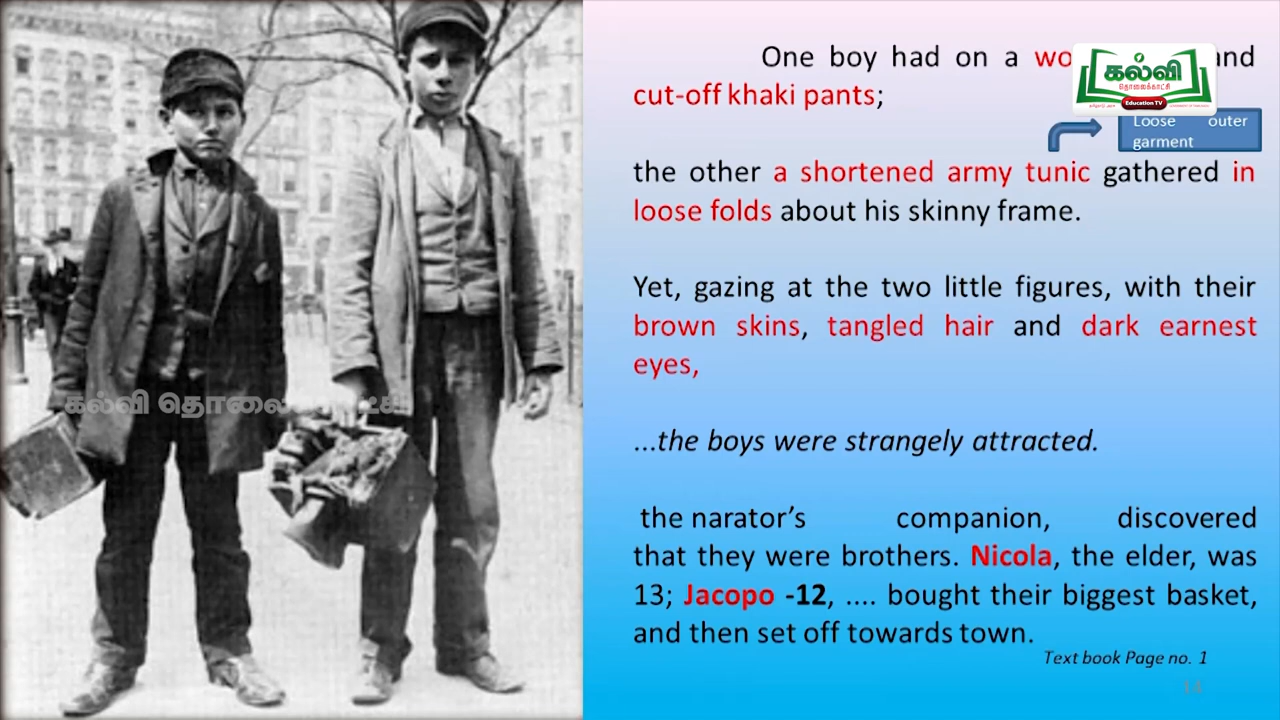 One boy had on a and
cut-off khaki pants;
கல்வி
தொலைக்காட்சி
Education TV
Loose outer
garment
the other a shortened army tunic gathered in
loose folds about his skinny frame.
Yet, gazing at the two little figures, with their
brown skins, tangled hair and dark earnest
eyes,
...the boys were strangely attracted.
the narator's companion, discovered
that they were brothers. Nicola, the elder, was
13; Jacopo -12, .... bought their biggest basket,
and then set off towards town.
Text book Page no. 1
14
கல்வி